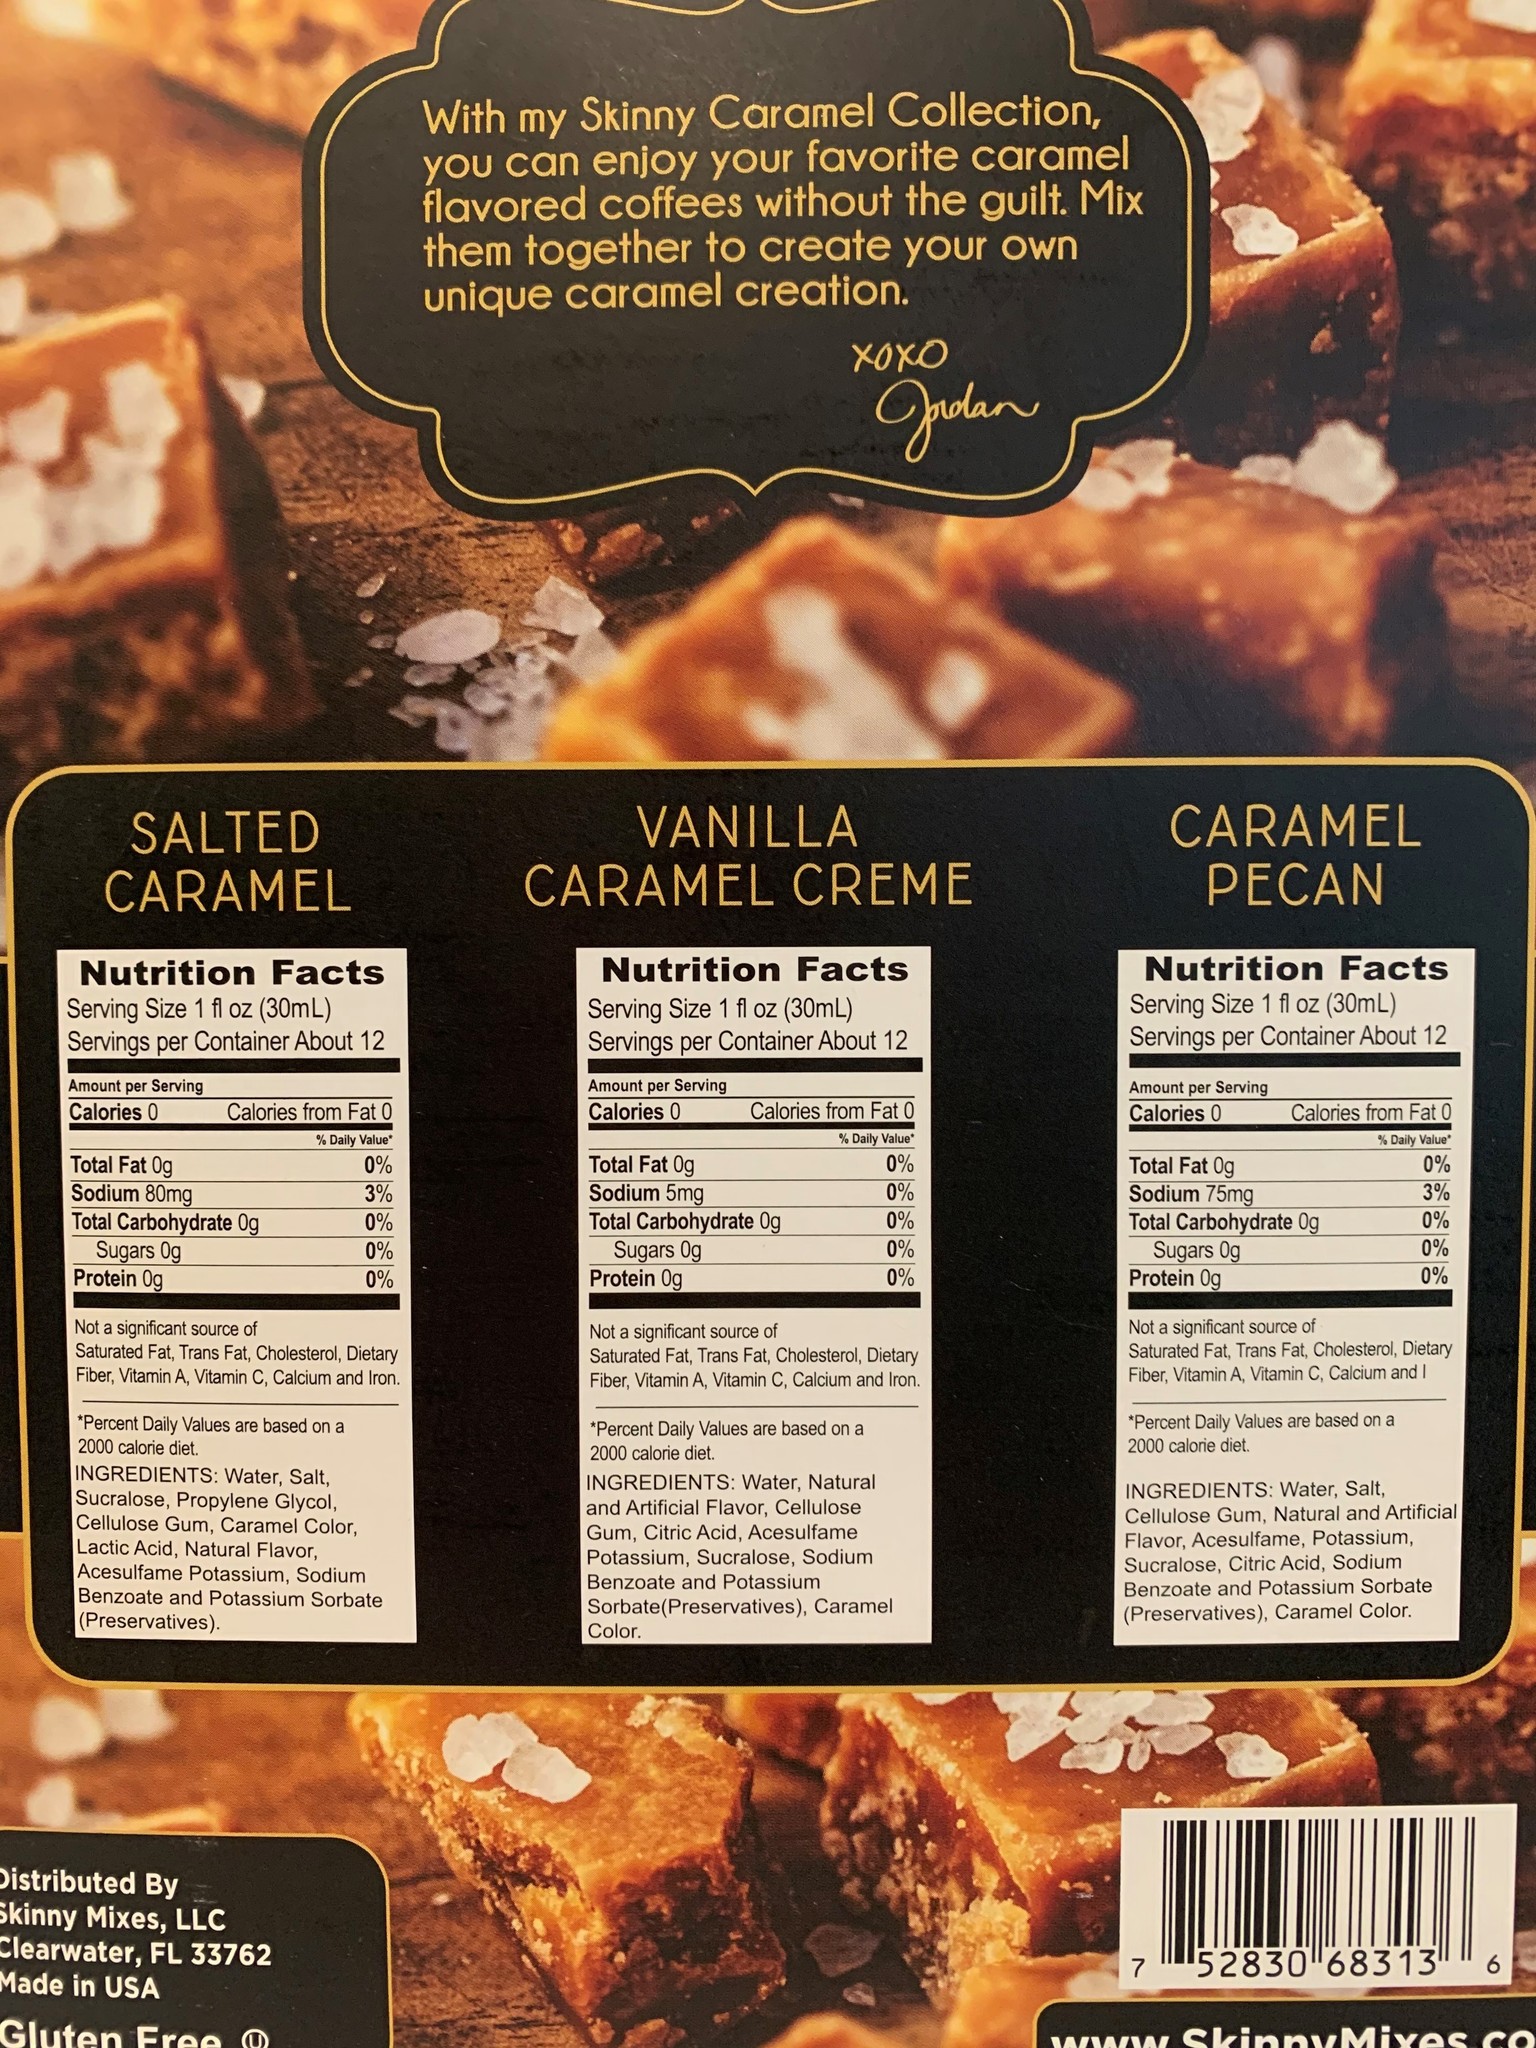 With my Skinny Caramel Collection,
you can enjoy your favorite caramel
flavored coffees without the guilt. Mix
them together to create your own
unique caramel creation.
xoxo
Jordan
SALTED
CARAMEL
Nutrition Facts
Serving Size 1 fl oz (30mL)
Servings per Container About 12
Amount per Serving
Calories 0 Calories from Fat 0
% Daily Value*
Total Fat 0g 0%
Sodium 80mg 3%
Total Carbohydrate 0g 0%
Sugars 0g 0%
Protein 0g 0%
Not a significant source of
Saturated Fat, Trans Fat, Cholesterol, Dietary
Fiber, Vitamin A, Vitamin C, Calcium and Iron.
*Percent Daily Values are based on a
2000 calorie diet.
INGREDIENTS: Water, Salt,
Sucralose, Propylene Glycol,
Cellulose Gum, Caramel Color,
Lactic Acid, Natural Flavor,
Acesulfame Potassium, Sodium
Benzoate and Potassium Sorbate
(Preservatives).
VANILLA
CARAMEL CREME
Nutrition Facts
Serving Size 1 fl oz (30mL)
Servings per Container About 12
Amount per Serving
Calories 0 Calories from Fat 0
% Daily Value*
Total Fat 0g 0%
Sodium 5mg 0%
Total Carbohydrate 0g 0%
Sugars 0g 0%
Protein 0g 0%
Not a significant source of
Saturated Fat, Trans Fat, Cholesterol, Dietary
Fiber, Vitamin A, Vitamin C, Calcium and Iron.
*Percent Daily Values are based on a
2000 calorie diet.
INGREDIENTS: Water, Natural
and Artificial Flavor, Cellulose
Gum, Citric Acid, Acesulfame
Potassium, Sucralose, Sodium
Benzoate and Potassium
Sorbate(Preservatives), Caramel
Color.
CARAMEL
PECAN
Nutrition Facts
Serving Size 1 fl oz (30mL)
Servings per Container About 12
Amount per Serving
Calories 0 Calories from Fat 0
% Daily Value*
Total Fat 0g 0%
Sodium 75mg 3%
Total Carbohydrate 0g 0%
Sugars 0g 0%
Protein 0g 0%
Not a significant source of
Saturated Fat, Trans Fat, Cholesterol, Dietary
Fiber, Vitamin A, Vitamin C, Calcium and I
*Percent Daily Values are based on a
2000 calorie diet.
INGREDIENTS: Water, Salt,
Cellulose Gum, Natural and Artificial
Flavor, Acesulfame, Potassium,
Sucralose, Citric Acid, Sodium
Benzoate and Potassium Sorbate
(Preservatives), Caramel Color.
Distributed By
Skinny Mixes, LLC
Clearwater, FL 33762
Made in USA
Gluten Free U
7 52830 68313 6
www.SkinnyMixes.co